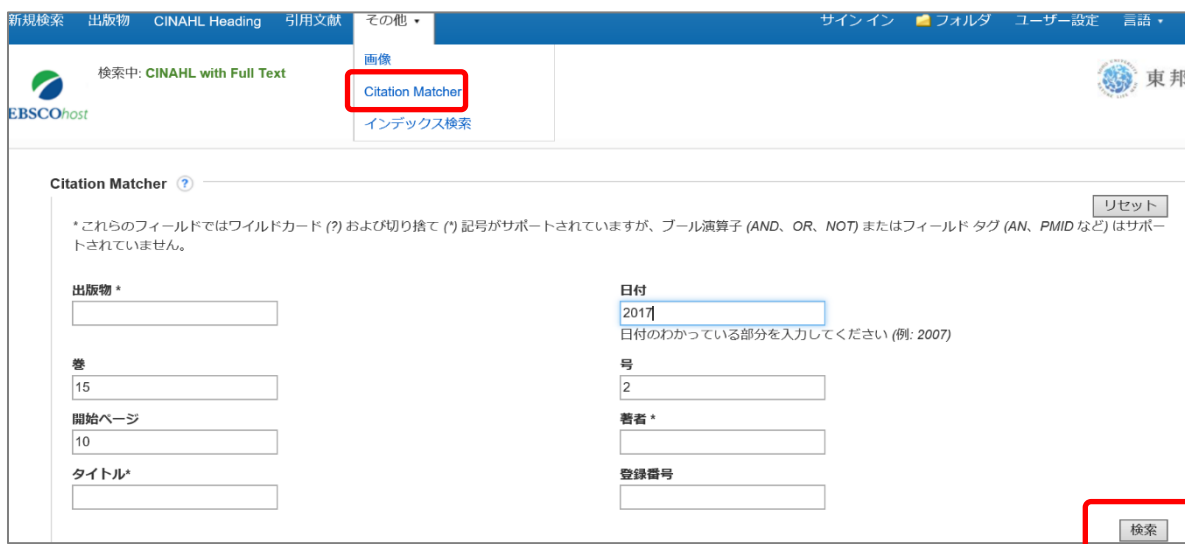 新規検索 出版物 CINAHL Heading 引用文献 その他 サイン イン フォルダ ユーザー設定 言語
画像
検索中: CINAHL with Full Text
Citation Matcher
東邦
EBSCOhost
インデックス検索
Citation Matcher ?
リセット
* これらのフィールドではワイルドカード (?) および切り捨て (*) 記号がサポートされていますが、ブール演算子 (AND、OR、NOT) またはフィールド タグ (AN、PMID など) はサポー
トされていません。
出版物 * 日付
2017
日付のわかっている部分を入力してください (例: 2007)
巻 号
15 2
開始ページ 著者 *
10
タイトル* 登録番号
検索